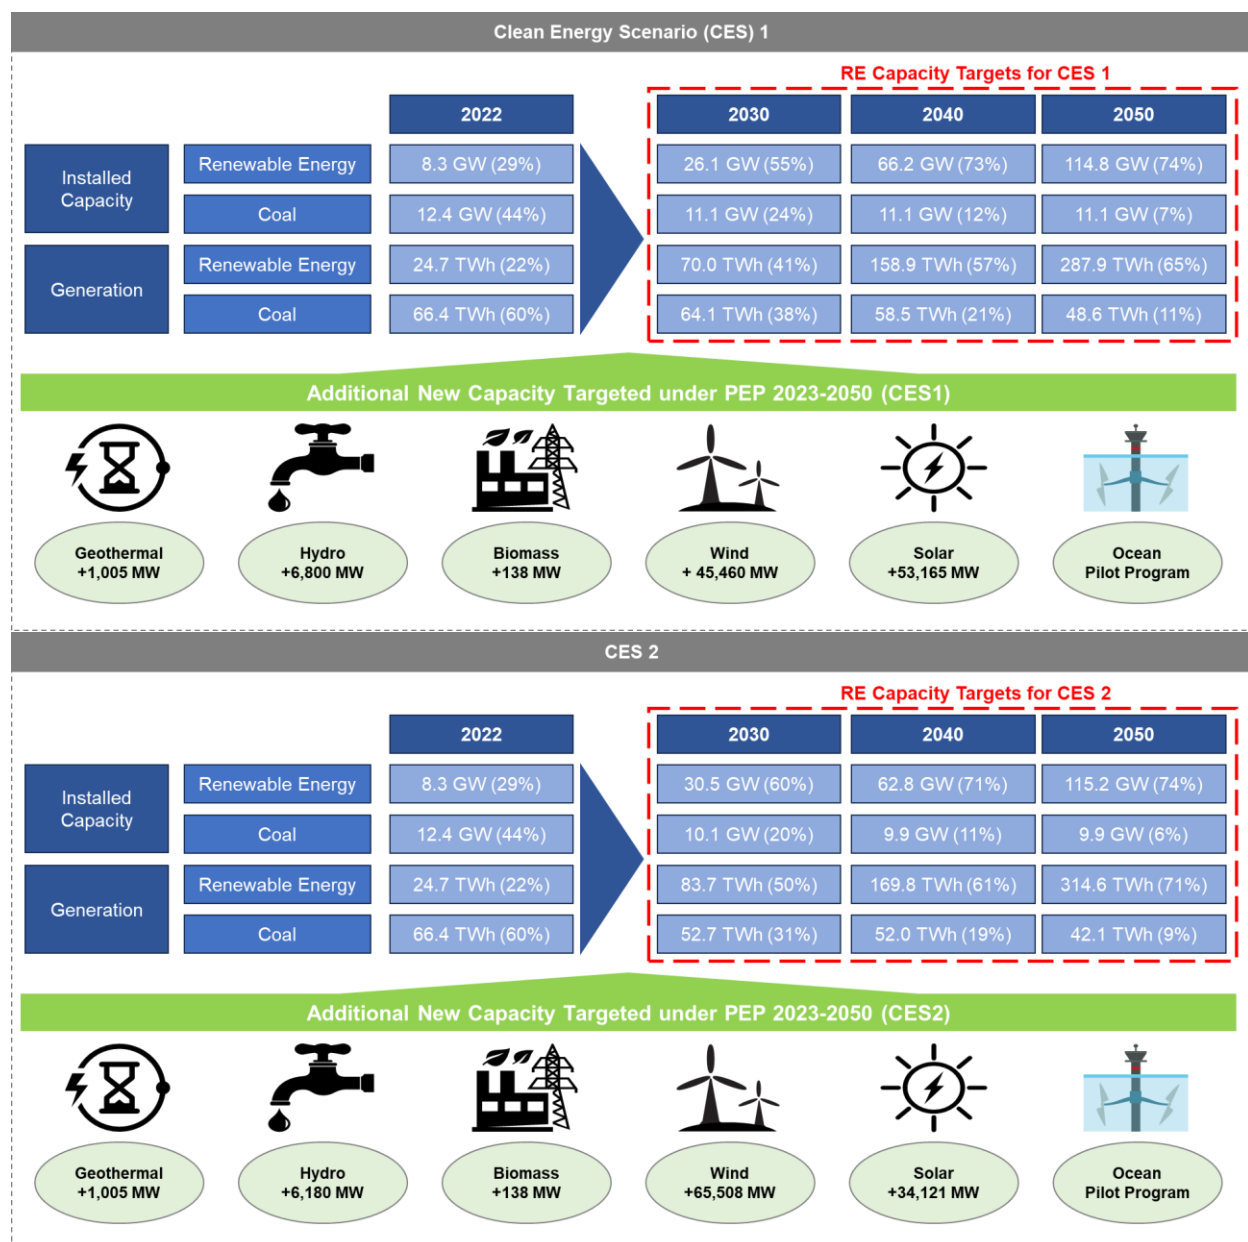 Clean Energy Scenario (CES) 1
RE Capacity Targets for CES 1
2022
2030
2040
2050
Installed
Capacity
Renewable Energy
8.3 GW (29%)
26.1 GW (55%)
66.2 GW (73%)
114.8 GW (74%)
Coal
12.4 GW (44%)
11.1 GW (24%)
11.1 GW (12%)
11.1 GW (7%)
Generation
Renewable Energy
24.7 TWh (22%)
70.0 TWh (41%)
158.9 TWh (57%)
287.9 TWh (65%)
Coal
66.4 TWh (60%)
64.1 TWh (38%)
58.5 TWh (21%)
48.6 TWh (11%)
Additional New Capacity Targeted under PEP 2023-2050 (CES1)
Geothermal
+1,005 MW
Hydro
+6,800 MW
Biomass
+138 MW
Wind
+ 45,460 MW
Solar
+53,165 MW
Ocean
Pilot Program
CES 2
RE Capacity Targets for CES 2
2022
2030
2040
2050
Installed
Capacity
Renewable Energy
8.3 GW (29%)
30.5 GW (60%)
62.8 GW (71%)
115.2 GW (74%)
Coal
12.4 GW (44%)
10.1 GW (20%)
9.9 GW (11%)
9.9 GW (6%)
Generation
Renewable Energy
24.7 TWh (22%)
83.7 TWh (50%)
169.8 TWh (61%)
314.6 TWh (71%)
Coal
66.4 TWh (60%)
52.7 TWh (31%)
52.0 TWh (19%)
42.1 TWh (9%)
Additional New Capacity Targeted under PEP 2023-2050 (CES2)
Geothermal
+1,005 MW
Hydro
+6,180 MW
Biomass
+138 MW
Wind
+65,508 MW
Solar
+34,121 MW
Ocean
Pilot Program